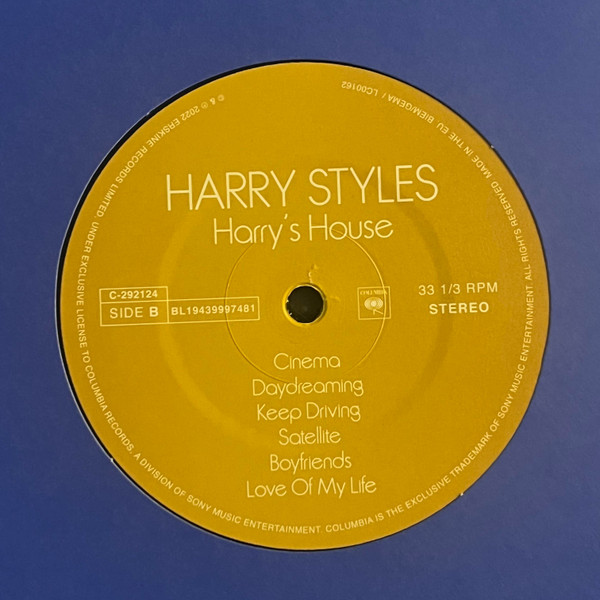 HARRY STYLES
Harry's House
C-292124
SIDE B
BL19439997481
COLUMBIA
33 1/3 RPM
STEREO
Cinema
Daydreaming
Keep Driving
Satellite
Boyfriends
Love Of My Life
© & ℗ 2022 ERSKINE RECORDS LIMITED. UNDER EXCLUSIVE LICENSE TO COLUMBIA RECORDS, A DIVISION OF SONY MUSIC ENTERTAINMENT. COLUMBIA IS THE EXCLUSIVE TRADEMARK OF SONY MUSIC ENTERTAINMENT. ALL RIGHTS RESERVED MADE IN THE EU. BIEM/GEMA / LC00162